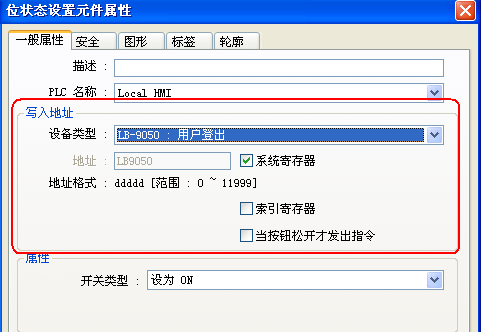 位状态设置元件属性
一般属性 安全 图形 标签 轮廓
描述 :
PLC 名称 : Local HMI
写入地址
设备类型 : LB-9050 : 用户登出
地址 : LB9050 系统寄存器
地址格式 : ddddd [范围 : 0 ~ 11999]
索引寄存器
当按钮松开才发出指令
属性
开关类型 : 设为 ON